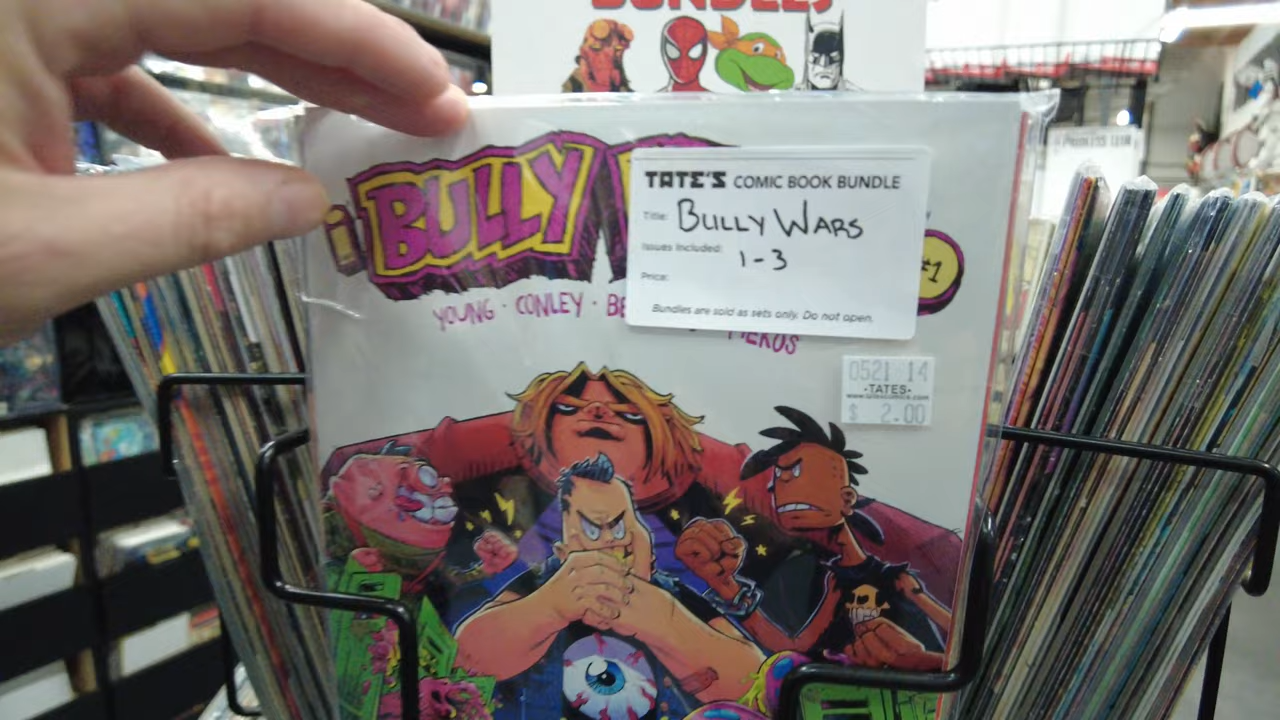 BUNDLES
BULLY
#1
YOUNG · CONLEY ·
TATE'S COMIC BOOK BUNDLE
Title: BULLY WARS
Issues Included: 1-3
Price:
Bundles are sold as sets only. Do not open.
0521 14
-TATES-
www.tatescomics.com
$ 2.00